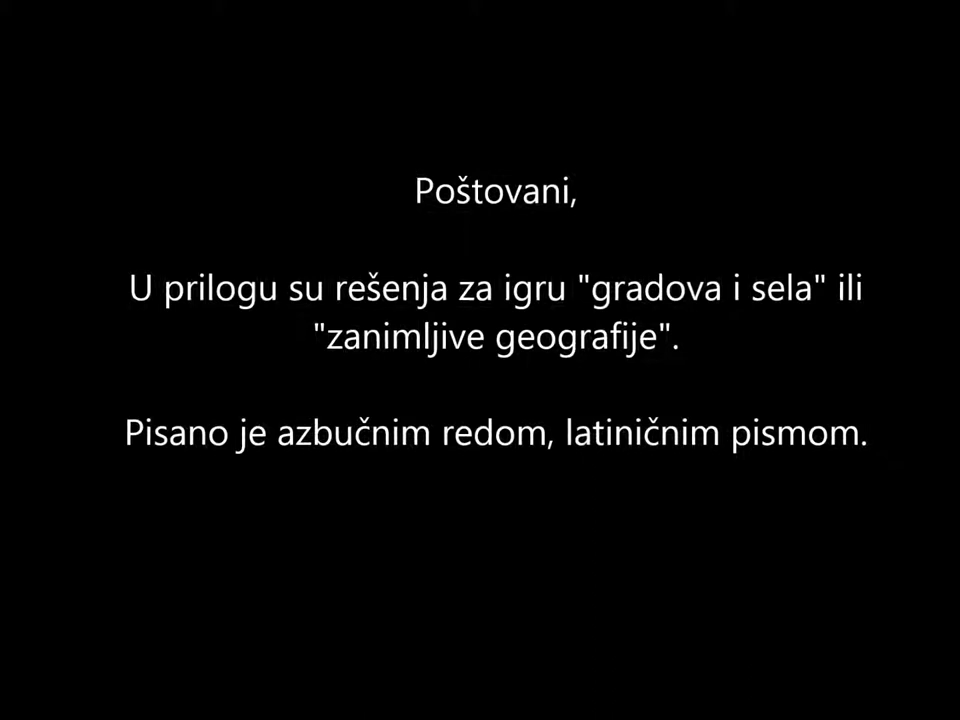 Poštovani,
U prilogu su rešenja za igru "gradova i sela" ili
"zanimljive geografije".
Pisano je azbučnim redom, latiničnim pismom.